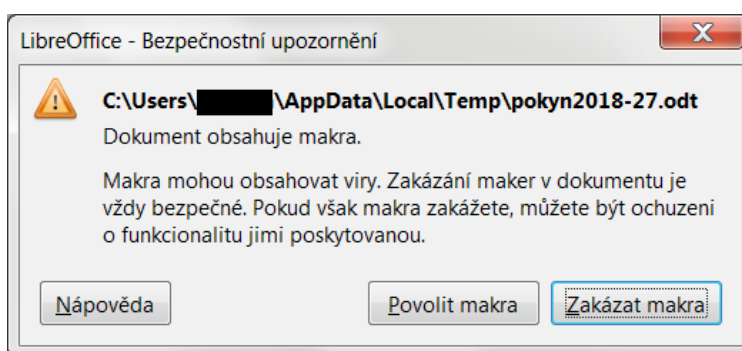 LibreOffice - Bezpečnostní upozornění
C:\Users\ \AppData\Local\Temp\pokyn2018-27.odt
Dokument obsahuje makra.
Makra mohou obsahovat viry. Zakázání maker v dokumentu je
vždy bezpečné. Pokud však makra zakážete, můžete být ochuzeni
o funkcionalitu jimi poskytovanou.
Nápověda Povolit makra Zakázat makra